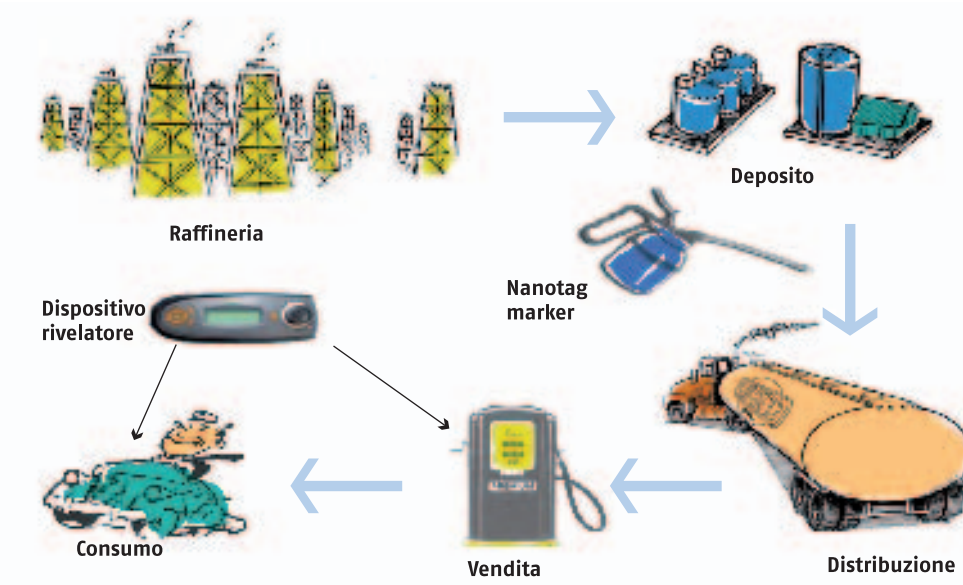 Raffineria
Deposito
Nanotag
marker
Dispositivo
rivelatore
Consumo
Vendita
Distribuzione